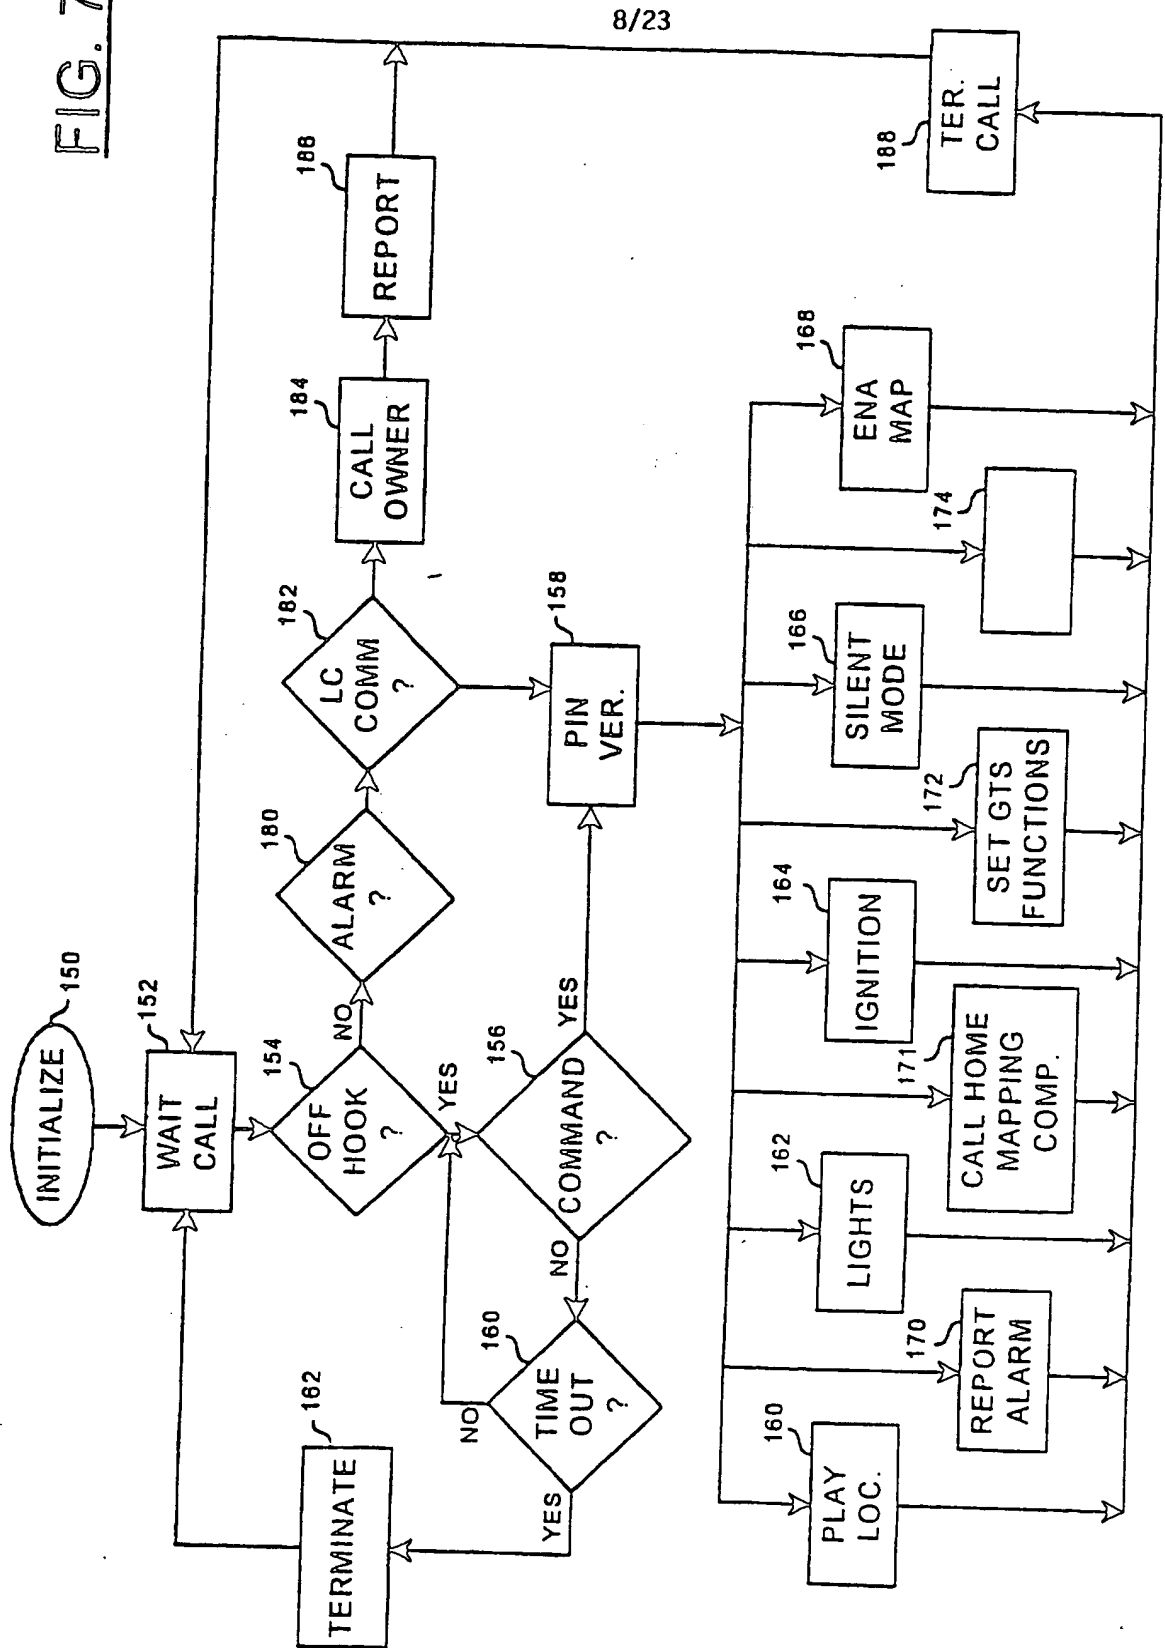 8/23
FIG. 7
INITIALIZE
150
WAIT
CALL
152
OFF
HOOK
?
154
NO
YES
ALARM
?
180
LC
COMM
?
182
CALL
OWNER
184
REPORT
186
TERMINATE
162
TIME
OUT
?
160
NO
YES
COMMAND
?
156
NO
YES
PIN
VER.
158
PLAY
LOC.
160
REPORT
ALARM
170
LIGHTS
162
CALL HOME
MAPPING
COMP.
171
IGNITION
164
SET GTS
FUNCTIONS
172
SILENT
MODE
166
174
ENA
MAP
168
TER.
CALL
188